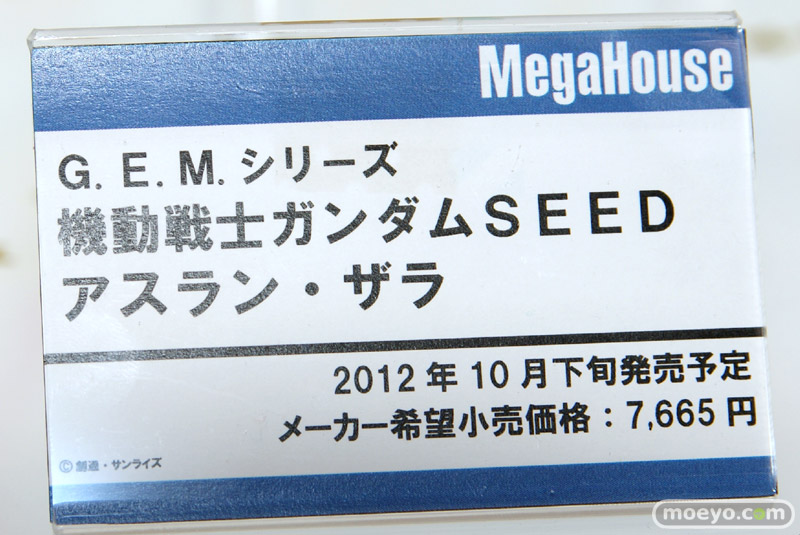 MegaHouse
G.E.M.シリーズ
機動戦士ガンダムSEED
アスラン・ザラ
2012年10月下旬発売予定
メーカー希望小売価格：7,665円
©創通・サンライズ
moeyo.com